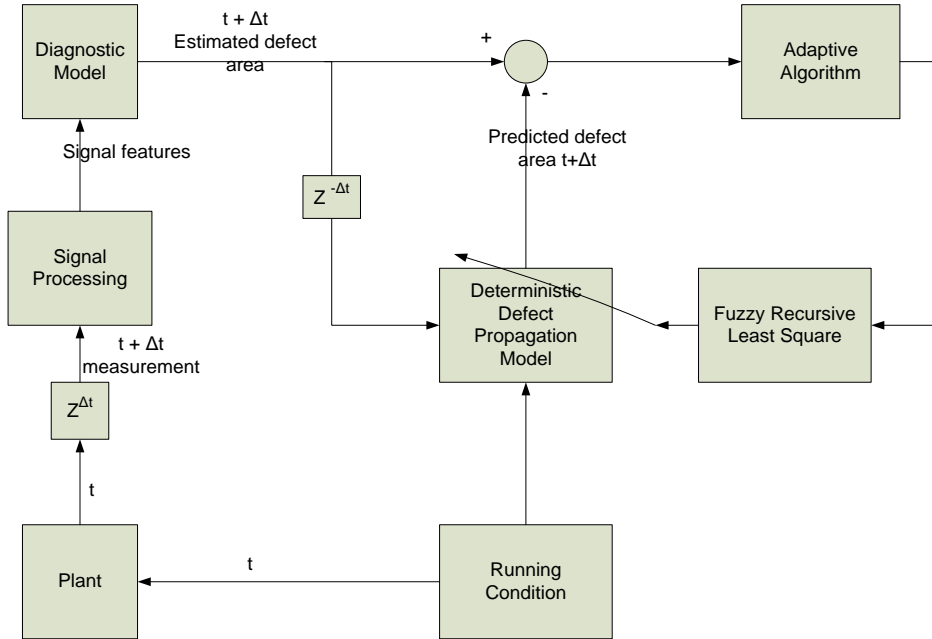 t + Δt
Estimated defect
area
Diagnostic
Model
+
-
Adaptive
Algorithm
Signal features
Predicted defect
area t+Δt
Z -Δt
Signal
Processing
Deterministic
Defect
Propagation
Model
Fuzzy Recursive
Least Square
t + Δt
measurement
ZΔt
t
Plant
t
Running
Condition